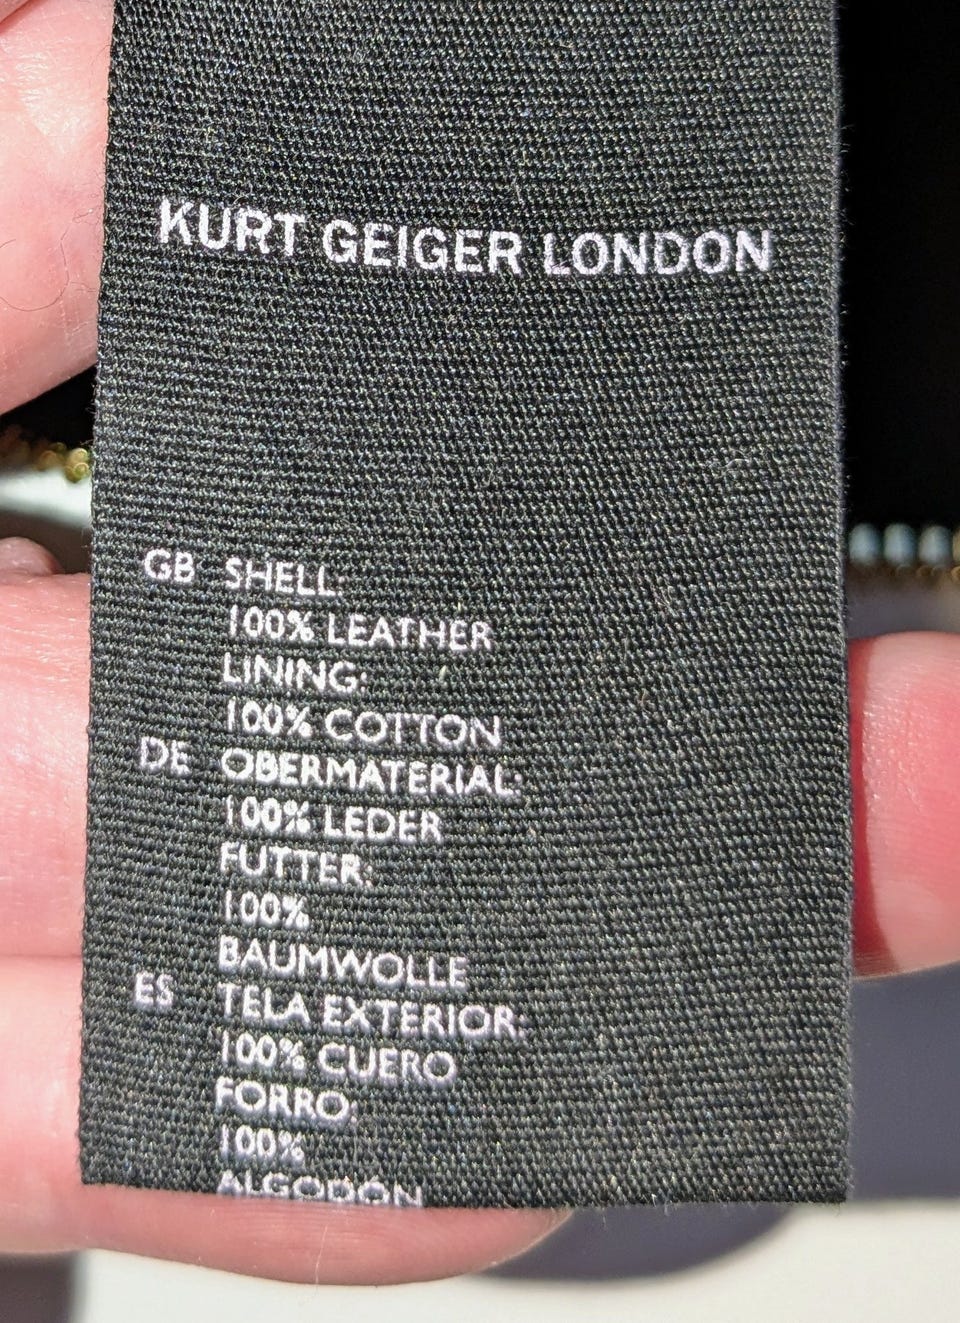 KURT GEIGER LONDON
GB SHELL:
100% LEATHER
LINING:
100% COTTON
DE OBERMATERIAL:
100% LEDER
FUTTER:
100%
BAUMWOLLE
ES TELA EXTERIOR:
100% CUERO
FORRO:
100%
ALGODÓN